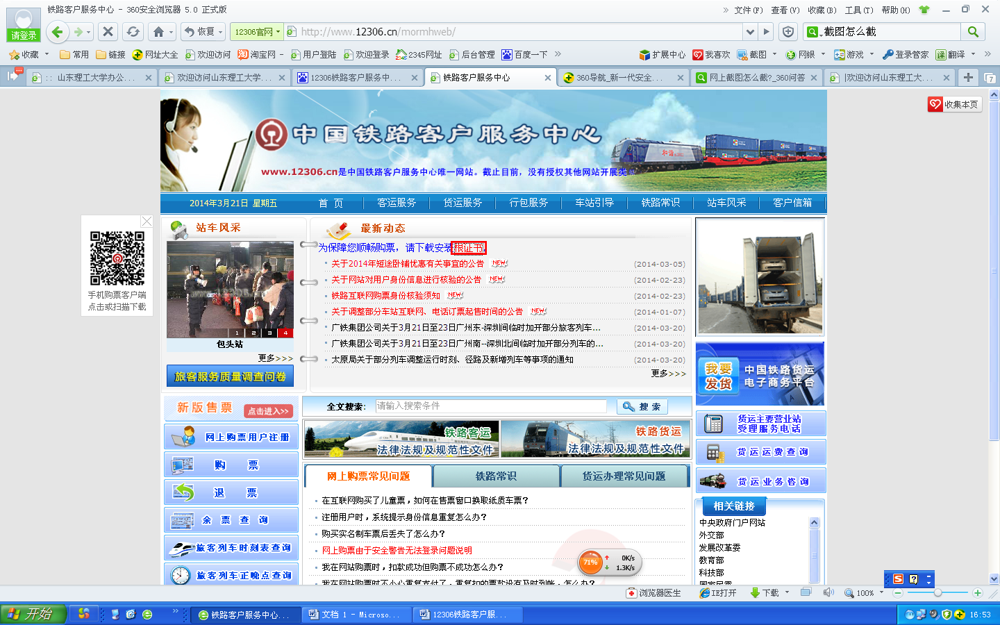 铁路客户服务中心 - 360安全浏览器 5.0 正式版
文件(F) 查看(V) 收藏(B) 工具(T) 帮助(H)
请登录
恢复
12306官网
http://www.12306.cn/mormhweb/
截图怎么截
收藏 常用 链接 网址大全 欢迎访问 淘宝网 - 用户登陆 欢迎登录 2345网址 后台管理 百度一下 »
扩展中心 我喜欢 截图 网银 游戏 登录管家 翻译 »
:: 山东理工大学办公...
欢迎访问山东理工大学...
12306铁路客户服务中...
铁路客户服务中心
360导航_新一代安全...
网上截图怎么截?_360问答
|欢迎访问山东理工大...
7
收集本页
中国铁路客户服务中心
和谐
www.12306.cn是中国铁路客户服务中心唯一网站。截止目前，没有授权其他网站开展类似
2014年3月21日 星期五
首 页 客运服务 货运服务 行包服务 车站引导 铁路常识 站车风采 客户信箱
手机购票客户端
点击或扫描下载
站车风采
www.12306.cn
1 2 3 4
包头站
更多>>>
旅客服务质量调查问卷
最新动态
为保障您顺畅购票，请下载安装根证书。
关于2014年短途卧铺优惠有关事宜的公告 NEW (2014-03-05)
关于网站对用户身份信息进行核验的公告 NEW (2014-02-23)
铁路互联网购票身份核验须知 NEW (2014-02-23)
关于调整部分车站互联网、电话订票起售时间的公告 NEW (2014-01-07)
广铁集团公司关于3月21日至23日广州东-深圳间临时加开部分旅客列车... (2014-03-20)
广铁集团公司关于3月21日至23日广州南--深圳北间临时加开部分列车的... (2014-03-20)
太原局关于部分列车调整运行时刻、径路及新增列车等事项的通知 (2014-03-20)
更多>>>
我要发货
中国铁路货运
电子商务平台
新版售票 点击进入>>
网上购票用户注册
购 票
退 票
余 票 查 询
旅客列车时刻表查询
旅客列车正晚点查询
全文搜索: 请输入搜索条件 搜 索
铁路客运
法律法规及规范性文件
铁路货运
法律法规及规范性文件
网上购票常见问题 铁路常识 货运办理常见问题
在互联网购买了儿童票，如何在售票窗口换取纸质车票?
注册用户时，系统提示身份信息重复怎么办?
购买实名制车票后丢失了怎么办?
网上购票由于安全警告无法登录问题说明
我在网站购票时，扣款成功但购票不成功怎么办?
我在网站购票时不小心重复支付了，重复扣的票款没有及时到帐，怎么办?
货运主要营业站
受理服务电话
货运运费查询
货运业务咨询
相关链接
中央政府门户网站
外交部
发展改革委
教育部
科技部
国家民委
71%
0K/s
1.3K/s
浏览器医生 IE打开 下载 100%
开始
铁路客户服务中心...
文档 1 - Microso...
12306铁路客户服...
16:53